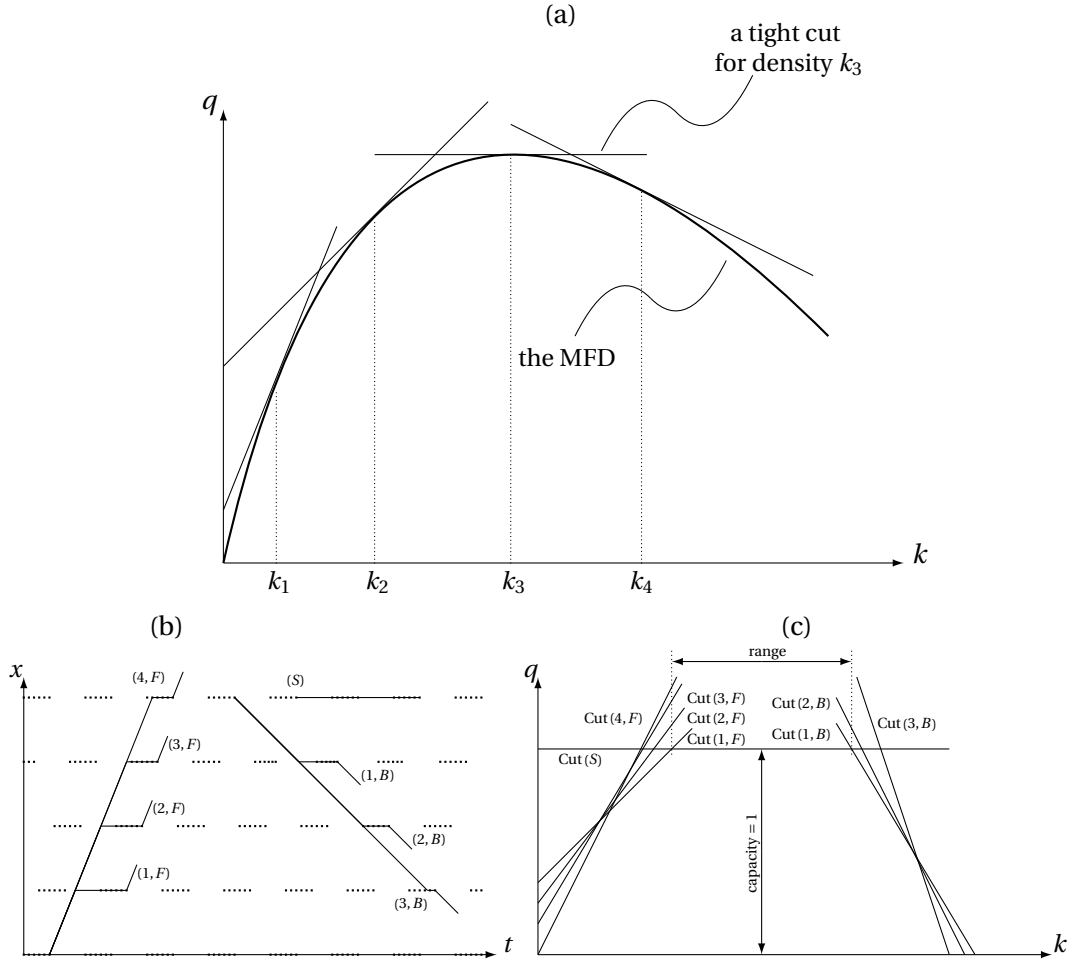 (a)
a tight cut
for density k₃
q
the MFD
k
k₁ k₂ k₃ k₄
(b)
x
(4, F)
(S)
(3, F)
(1, B)
(2, F)
(2, B)
(1, F)
(3, B)
t
(c)
range
q
Cut (4, F)
Cut (3, F)
Cut (2, F)
Cut (1, F)
Cut (2, B)
Cut (1, B)
Cut (3, B)
Cut (S)
capacity = 1
k